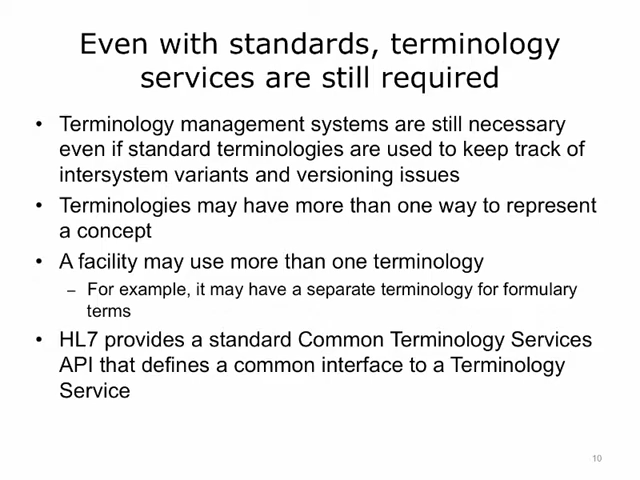 Even with standards, terminology
services are still required
• Terminology management systems are still necessary
even if standard terminologies are used to keep track of
intersystem variants and versioning issues
• Terminologies may have more than one way to represent
a concept
• A facility may use more than one terminology
– For example, it may have a separate terminology for formulary
terms
• HL7 provides a standard Common Terminology Services
API that defines a common interface to a Terminology
Service
10